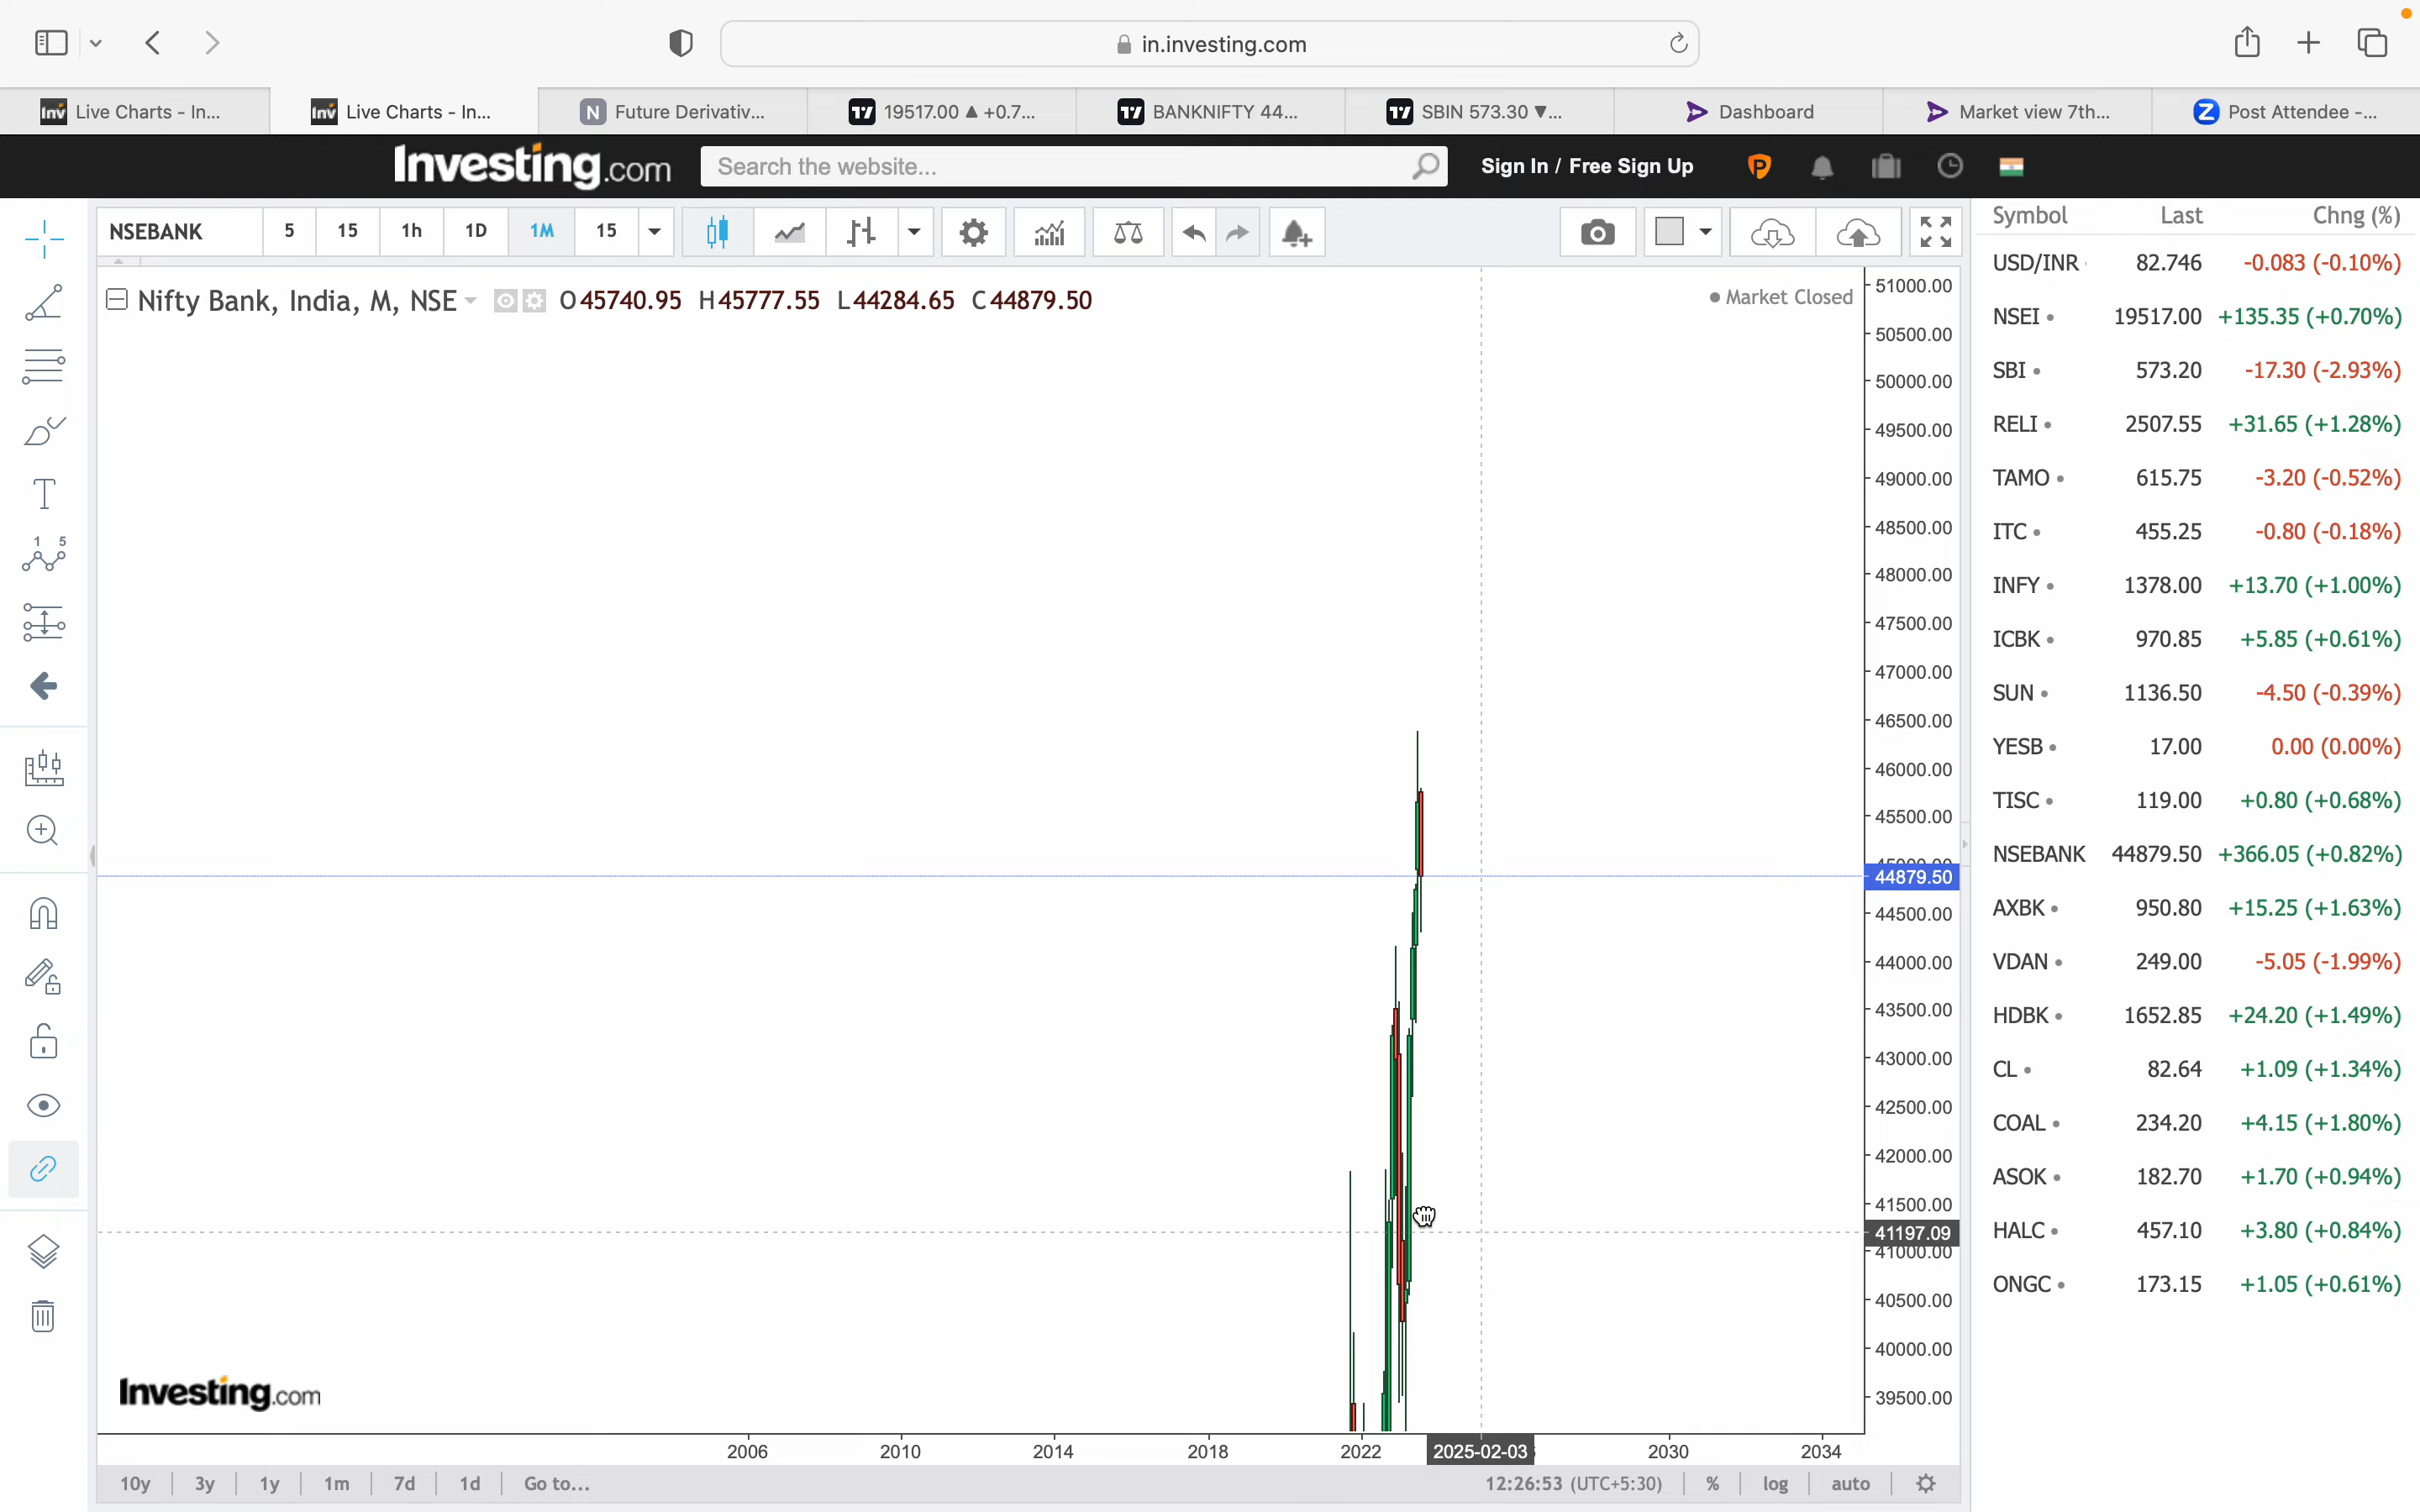 in.investing.com
Inv Live Charts - In...
Inv Live Charts - In...
N Future Derivativ...
19517.00 ▲ +0.7...
BANKNIFTY 44...
SBIN 573.30 ▼...
Dashboard
Market view 7th...
Z Post Attendee -...
Investing.com
Search the website...
Sign In / Free Sign Up
P
NSEBANK 5 15 1h 1D 1M 15
Nifty Bank, India, M, NSE O45740.95 H45777.55 L44284.65 C44879.50
Market Closed
T
1 5
51000.00
50500.00
50000.00
49500.00
49000.00
48500.00
48000.00
47500.00
47000.00
46500.00
46000.00
45500.00
44879.50
44500.00
44000.00
43500.00
43000.00
42500.00
42000.00
41500.00
41197.09
41000.00
40500.00
40000.00
39500.00
Investing.com
2006 2010 2014 2018 2022 2025-02-03 2030 2034
10y 3y 1y 1m 7d 1d Go to...
12:26:53 (UTC+5:30) % log auto
Symbol Last Chng (%)
USD/INR 82.746 -0.083 (-0.10%)
NSEI 19517.00 +135.35 (+0.70%)
SBI 573.20 -17.30 (-2.93%)
RELI 2507.55 +31.65 (+1.28%)
TAMO 615.75 -3.20 (-0.52%)
ITC 455.25 -0.80 (-0.18%)
INFY 1378.00 +13.70 (+1.00%)
ICBK 970.85 +5.85 (+0.61%)
SUN 1136.50 -4.50 (-0.39%)
YESB 17.00 0.00 (0.00%)
TISC 119.00 +0.80 (+0.68%)
NSEBANK 44879.50 +366.05 (+0.82%)
AXBK 950.80 +15.25 (+1.63%)
VDAN 249.00 -5.05 (-1.99%)
HDBK 1652.85 +24.20 (+1.49%)
CL 82.64 +1.09 (+1.34%)
COAL 234.20 +4.15 (+1.80%)
ASOK 182.70 +1.70 (+0.94%)
HALC 457.10 +3.80 (+0.84%)
ONGC 173.15 +1.05 (+0.61%)